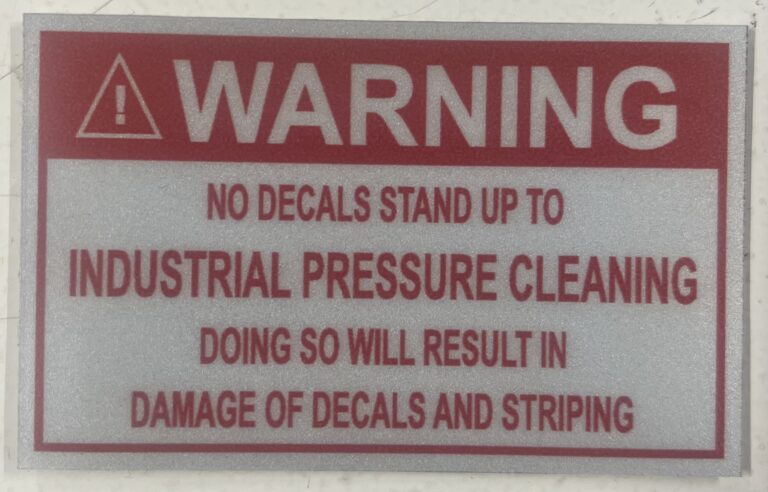 ! WARNING
NO DECALS STAND UP TO
INDUSTRIAL PRESSURE CLEANING
DOING SO WILL RESULT IN
DAMAGE OF DECALS AND STRIPING